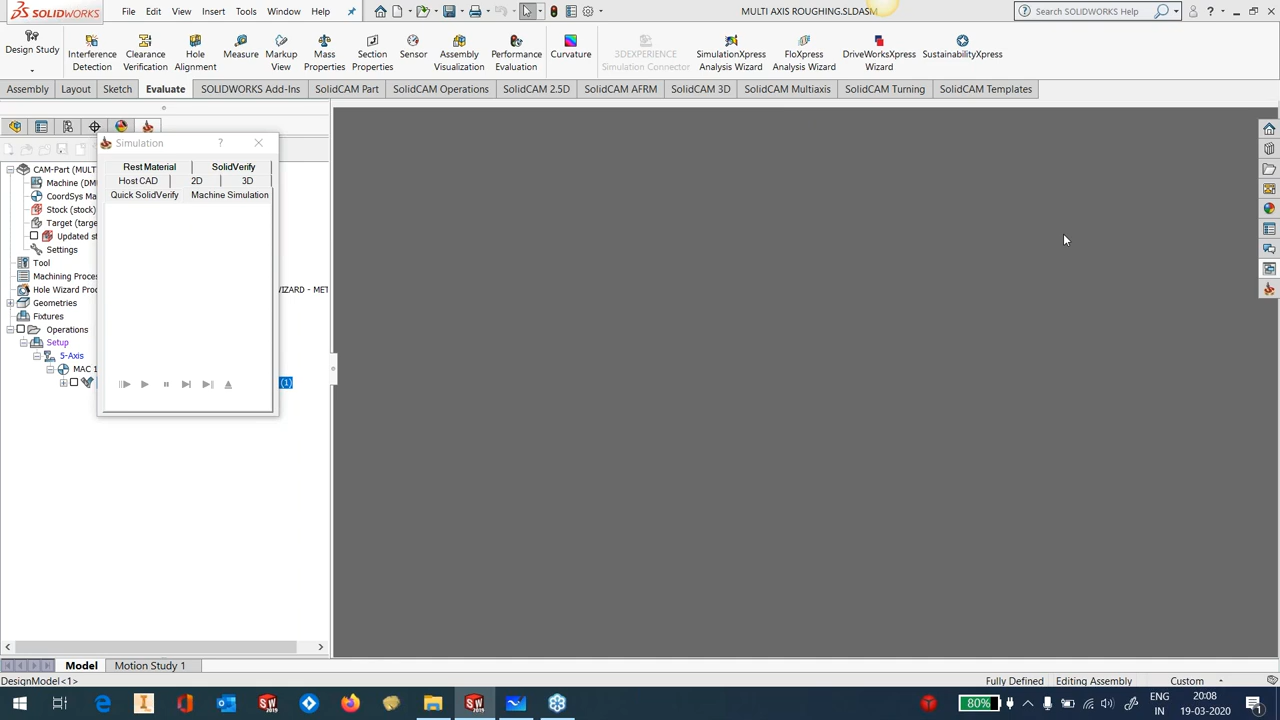 SOLIDWORKS File Edit View Insert Tools Window Help MULTI AXIS ROUGHING.SLDASM Search SOLIDWORKS Help
Design Study
Interference Detection
Clearance Verification
Hole Alignment
Measure
Markup View
Mass Properties
Section Properties
Sensor
Assembly Visualization
Performance Evaluation
Curvature
3DEXPERIENCE Simulation Connector
SimulationXpress Analysis Wizard
FloXpress Analysis Wizard
DriveWorksXpress Wizard
SustainabilityXpress
Assembly Layout Sketch Evaluate SOLIDWORKS Add-Ins SolidCAM Part SolidCAM Operations SolidCAM 2.5D SolidCAM AFRM SolidCAM 3D SolidCAM Multiaxis SolidCAM Turning SolidCAM Templates
Simulation ?
Rest Material SolidVerify
Host CAD 2D 3D
Quick SolidVerify Machine Simulation
CAM-Part (MULT
Machine (DM
CoordSys Ma
Stock (stock)
Target (targe
Updated st
Settings
Tool
Machining Proce
Hole Wizard Pro IZARD - MET
Geometries
Fixtures
Operations
Setup
5-Axis
MAC 1
(1)
Model Motion Study 1
DesignModel<1> Fully Defined Editing Assembly Custom
80% ENG 20:08
IN 19-03-2020